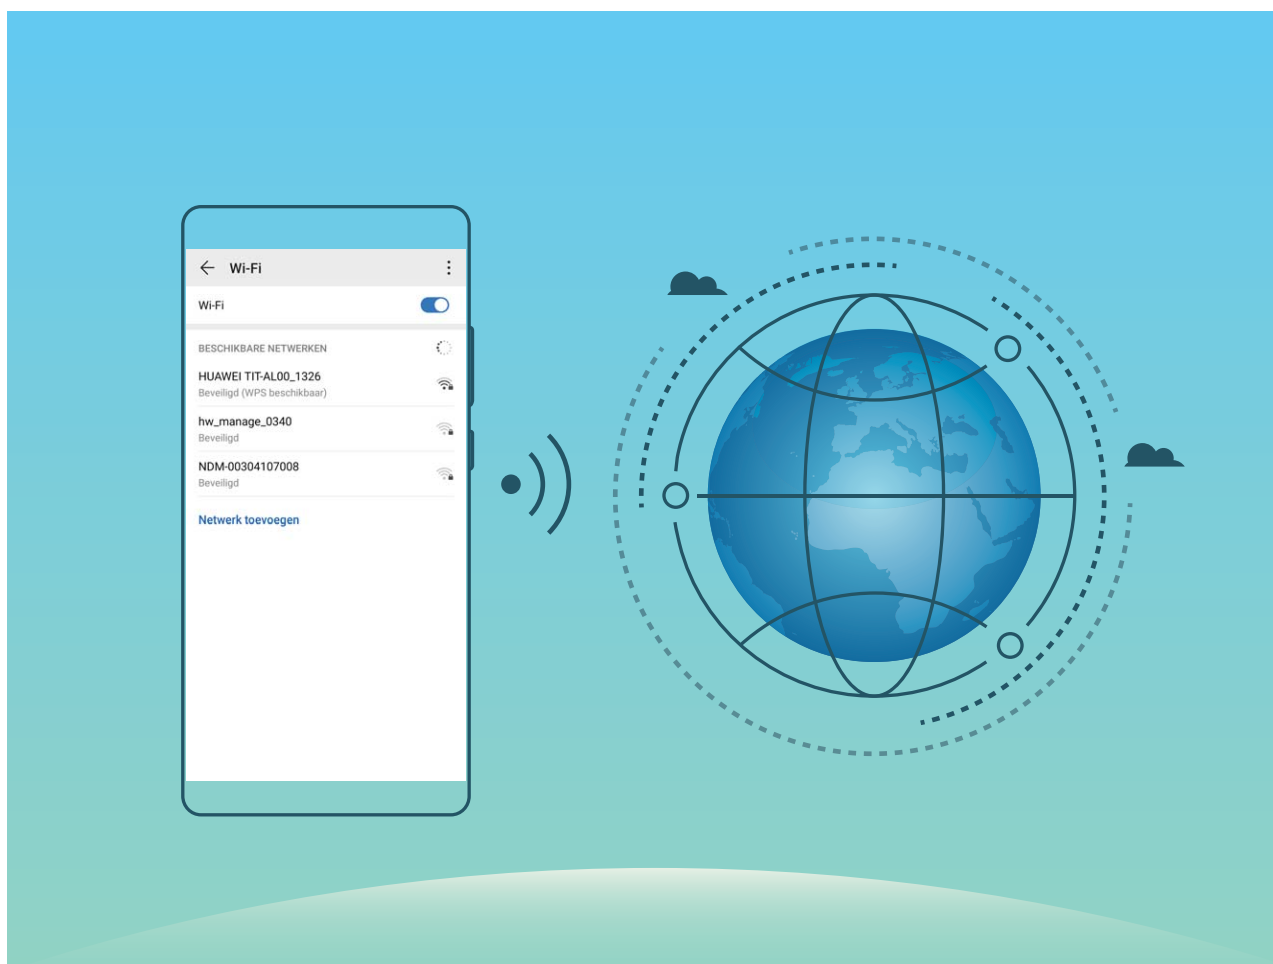 Wi-Fi
Wi-Fi
BESCHIKBARE NETWERKEN
HUAWEI TIT-AL00_1326
Beveiligd (WPS beschikbaar)
hw_manage_0340
Beveiligd
NDM-00304107008
Beveiligd
Netwerk toevoegen